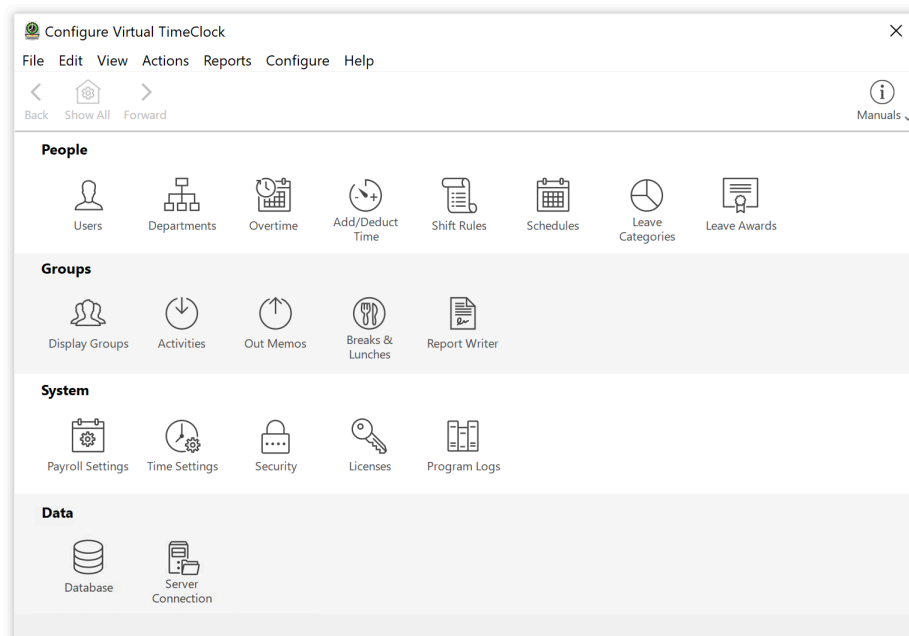 Configure Virtual TimeClock
File Edit View Actions Reports Configure Help
Back Show All Forward Manuals
People
Users Departments Overtime Add/Deduct Time Shift Rules Schedules Leave Categories Leave Awards
Groups
Display Groups Activities Out Memos Breaks & Lunches Report Writer
System
Payroll Settings Time Settings Security Licenses Program Logs
Data
Database Server Connection